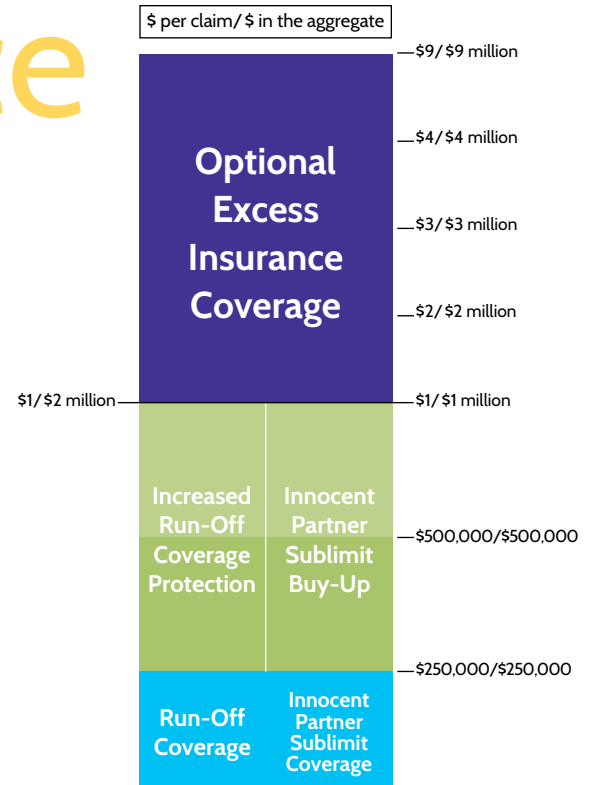 $ per claim/ $ in the aggregate
ce
$9/ $9 million
$4/ $4 million
Optional
Excess
Insurance
Coverage
$3/ $3 million
$2/ $2 million
$1/ $2 million
$1/ $1 million
Increased
Run-Off
Coverage
Protection
Innocent
Partner
Sublimit
Buy-Up
$500,000/$500,000
$250,000/$250,000
Run-Off
Coverage
Innocent
Partner
Sublimit
Coverage